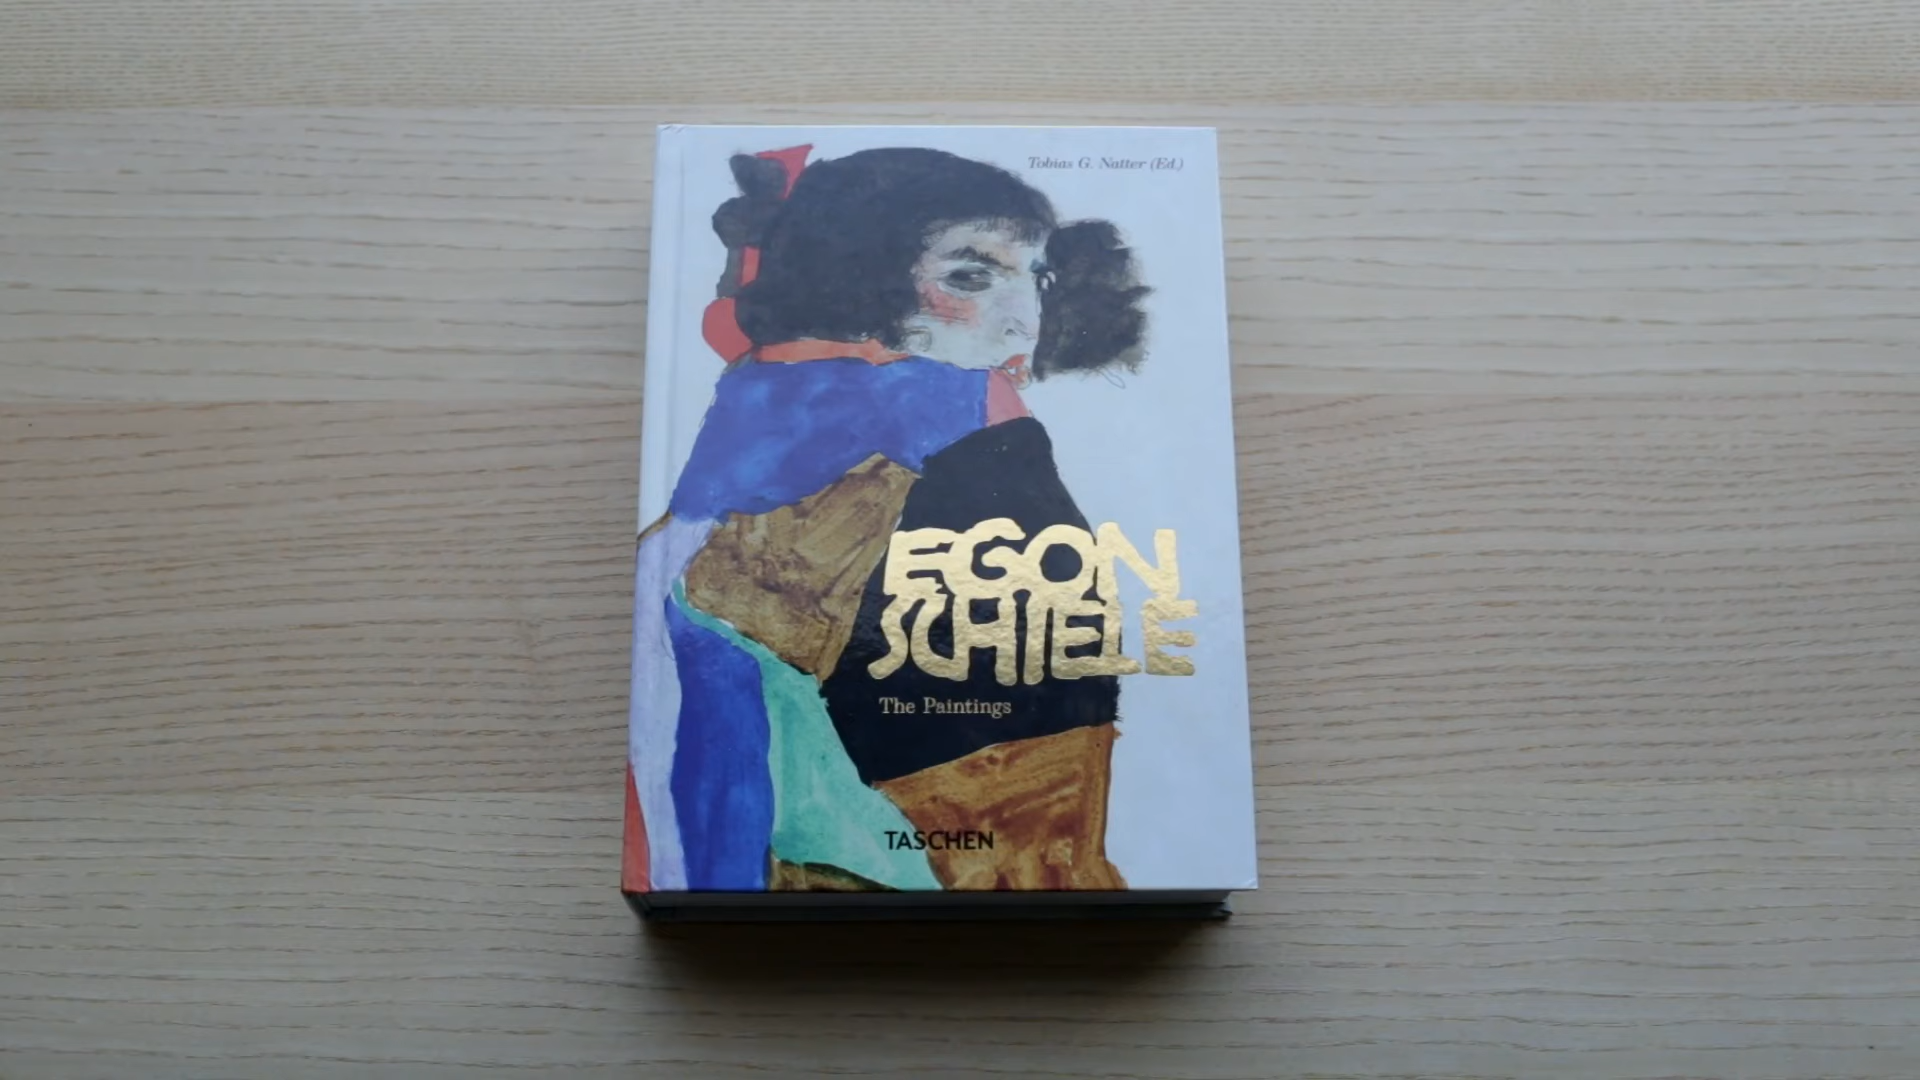 Tobias G. Natter (Ed.)
EGON
SCHIELE
The Paintings
TASCHEN